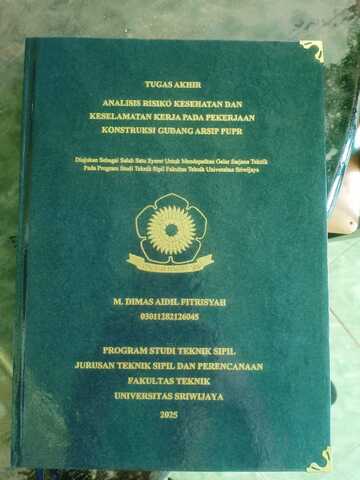 TUGAS AKHIR
ANALISIS RISIKO KESEHATAN DAN
KESELAMATAN KERJA PADA PEKERJAAN
KONSTRUKSI GUDANG ARSIP PUPR
Diajukan Sebagai Salah Satu Syarat Untuk Mendapatkan Gelar Sarjana Teknik
Pada Program Studi Teknik Sipil Fakultas Teknik Universitas Sriwijaya
M. DIMAS AIDIL FITRISYAH
03011282126045
PROGRAM STUDI TEKNIK SIPIL
JURUSAN TEKNIK SIPIL DAN PERENCANAAN
FAKULTAS TEKNIK
UNIVERSITAS SRIWIJAYA
2025